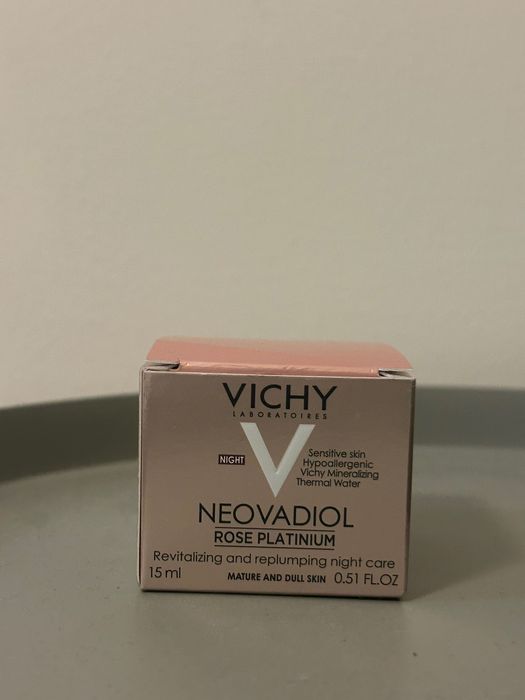 VICHY
LABORATOIRES
V
NIGHT
Sensitive skin
Hypoallergenic
Vichy Mineralizing
Thermal Water
NEOVADIOL
ROSE PLATINIUM
Revitalizing and replumping night care
15 ml MATURE AND DULL SKIN 0.51 FL.OZ